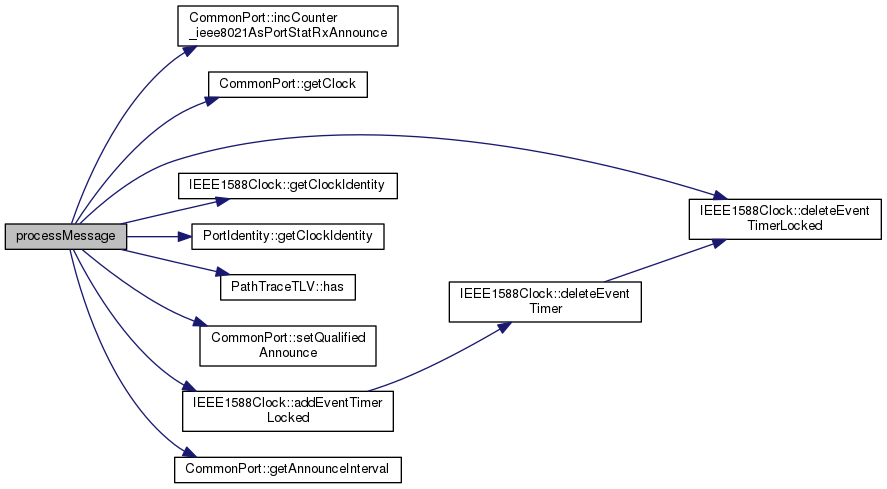 CommonPort::incCounter
_ieee8021AsPortStatRxAnnounce
CommonPort::getClock
IEEE1588Clock::getClockIdentity
IEEE1588Clock::deleteEvent
TimerLocked
processMessage
PortIdentity::getClockIdentity
PathTraceTLV::has
IEEE1588Clock::deleteEvent
Timer
CommonPort::setQualified
Announce
IEEE1588Clock::addEventTimer
Locked
CommonPort::getAnnounceInterval